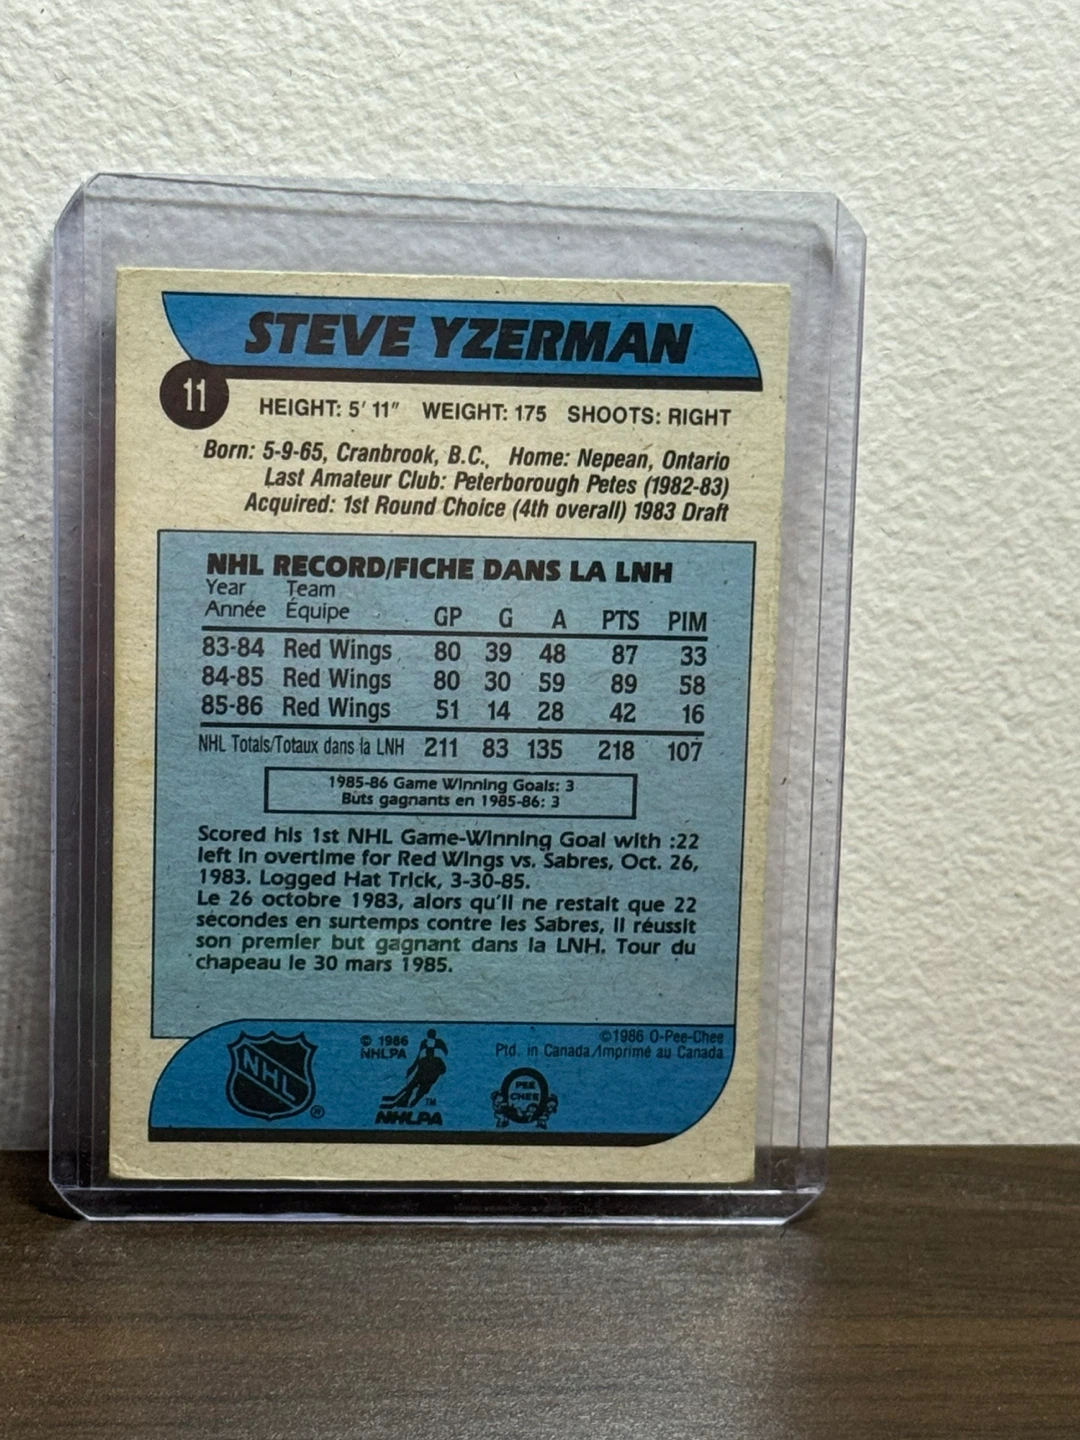 STEVE YZERMAN
11
HEIGHT: 5' 11" WEIGHT: 175 SHOOTS: RIGHT
Born: 5-9-65, Cranbrook, B.C., Home: Nepean, Ontario
Last Amateur Club: Peterborough Petes (1982-83)
Acquired: 1st Round Choice (4th overall) 1983 Draft
NHL RECORD/FICHE DANS LA LNH
Year Team
Année Équipe GP G A PTS PIM
83-84 Red Wings 80 39 48 87 33
84-85 Red Wings 80 30 59 89 58
85-86 Red Wings 51 14 28 42 16
NHL Totals/Totaux dans la LNH 211 83 135 218 107
1985-86 Game Winning Goals: 3
Buts gagnants en 1985-86: 3
Scored his 1st NHL Game-Winning Goal with :22
left in overtime for Red Wings vs. Sabres, Oct. 26,
1983. Logged Hat Trick, 3-30-85.
Le 26 octobre 1983, alors qu'il ne restait que 22
secondes en surtemps contre les Sabres, il réussit
son premier but gagnant dans la LNH. Tour du
chapeau le 30 mars 1985.
NHL
®
© 1986
NHLPA
TM
NHLPA
PEE
CHEE
©1986 O-Pee-Chee
Ptd. in Canada/Imprimé au Canada